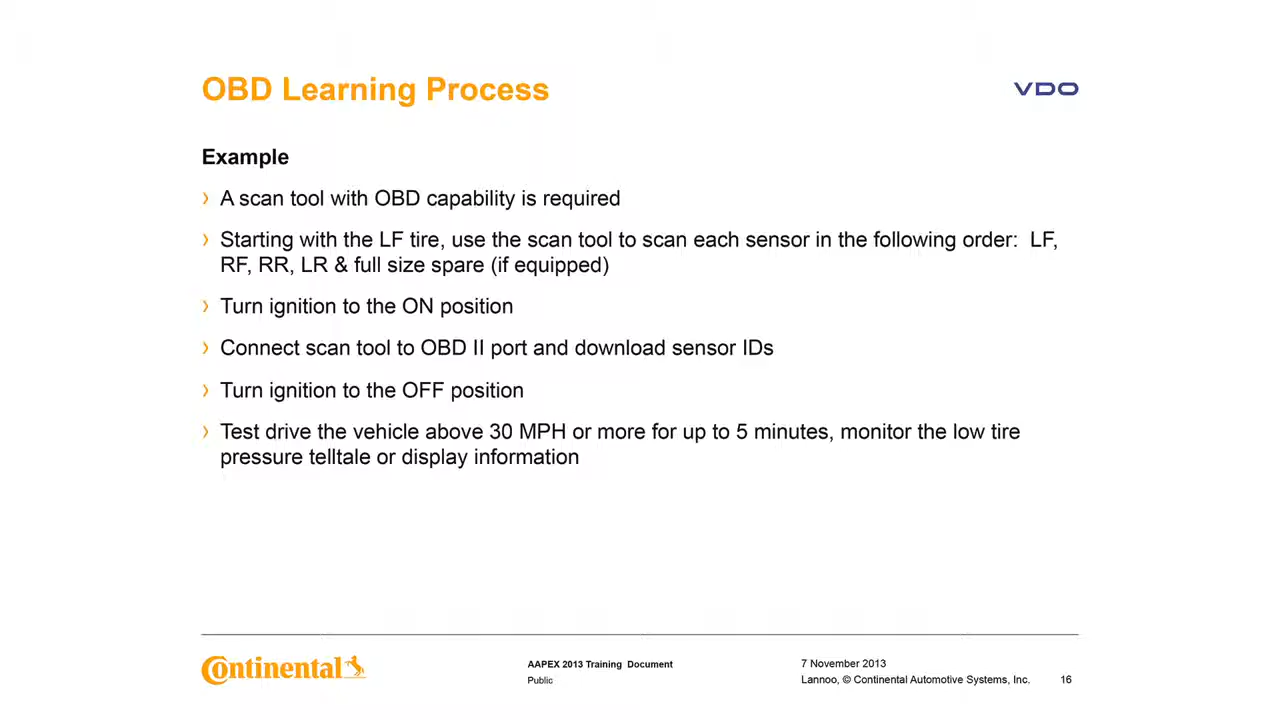 OBD Learning Process
VDO
Example
› A scan tool with OBD capability is required
› Starting with the LF tire, use the scan tool to scan each sensor in the following order:  LF,
RF, RR, LR & full size spare (if equipped)
› Turn ignition to the ON position
› Connect scan tool to OBD II port and download sensor IDs
› Turn ignition to the OFF position
› Test drive the vehicle above 30 MPH or more for up to 5 minutes, monitor the low tire
pressure telltale or display information
Continental
AAPEX 2013 Training  Document
Public
7 November 2013
Lannoo, © Continental Automotive Systems, Inc.
16